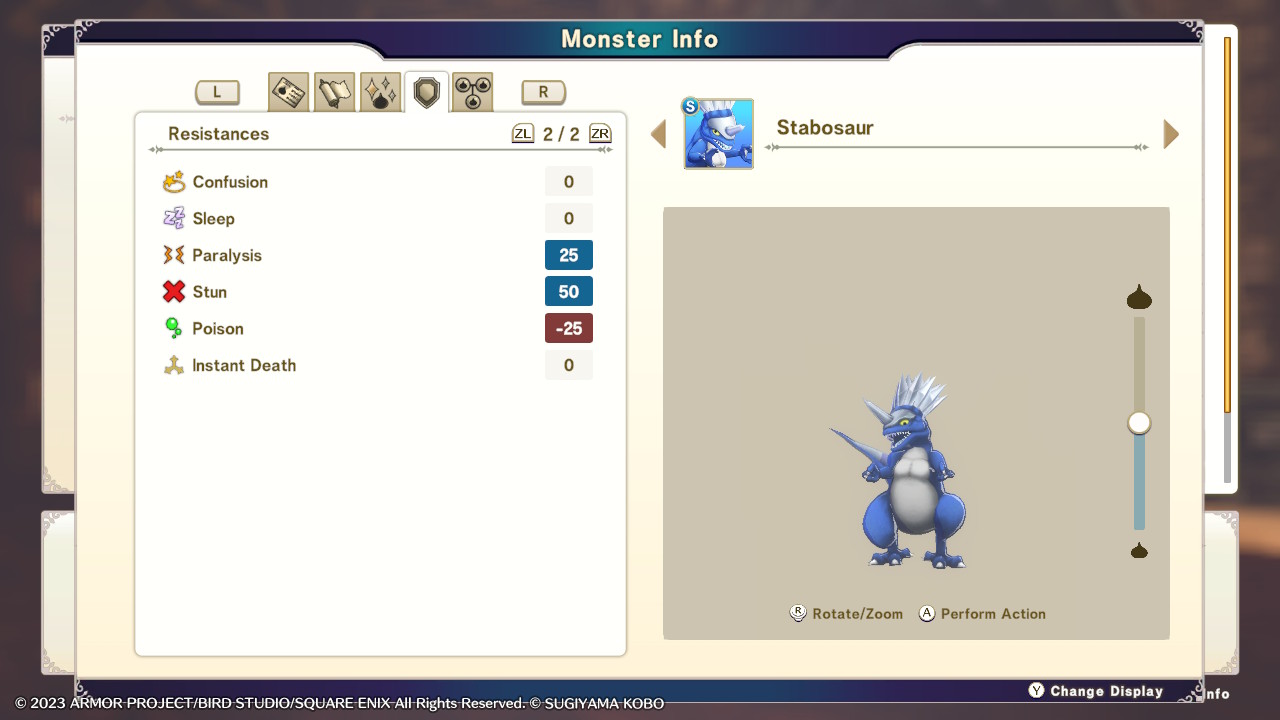 Monster Info
L
R
Resistances
ZL 2 / 2 ZR
Confusion 0
Sleep 0
Paralysis 25
Stun 50
Poison -25
Instant Death 0
S
Stabosaur
R Rotate/Zoom A Perform Action
Y Change Display
nfo
© 2023 ARMOR PROJECT/BIRD STUDIO/SQUARE ENIX All Rights Reserved. © SUGIYAMA KOBO